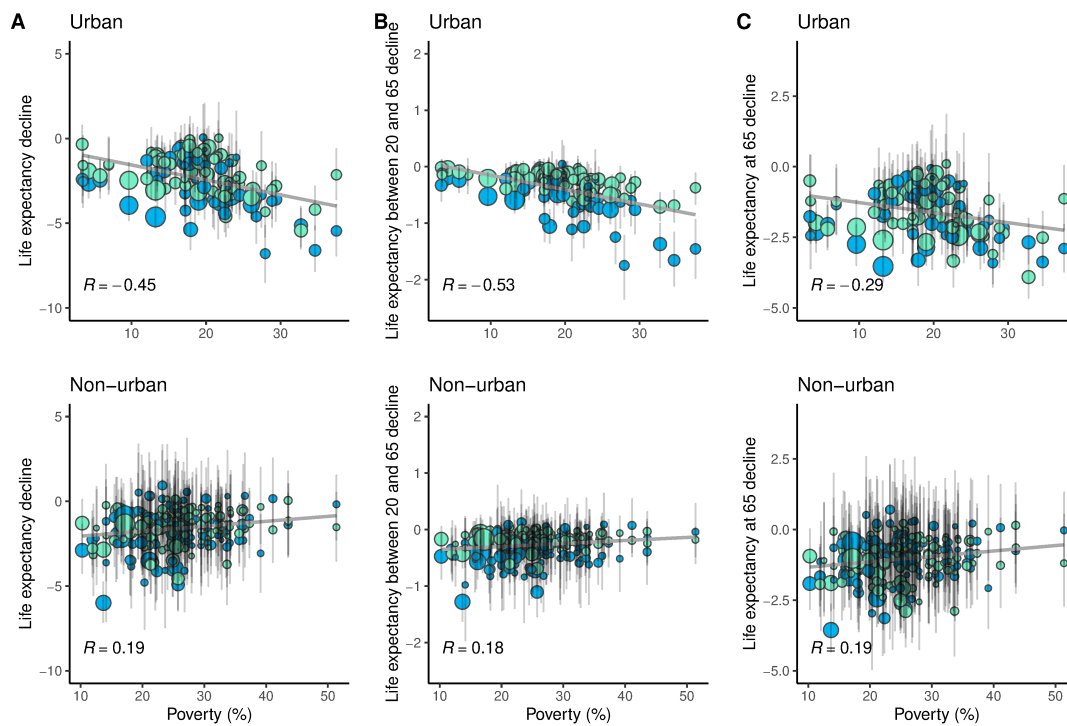 A
Urban
Life expectancy decline
5
0
−5
−10
R = −0.45
10
20
30
B
Urban
Life expectancy between 20 and 65 decline
2
1
0
−1
−2
R = −0.53
10
20
30
C
Urban
Life expectancy at 65 decline
2.5
0.0
−2.5
−5.0
R = −0.29
10
20
30
Non−urban
Life expectancy decline
5
0
−5
−10
R = 0.19
10
20
30
40
50
Poverty (%)
Non−urban
Life expectancy between 20 and 65 decline
2
1
0
−1
−2
R = 0.18
10
20
30
40
50
Poverty (%)
Non−urban
Life expectancy at 65 decline
2.5
0.0
−2.5
−5.0
R = 0.19
10
20
30
40
50
Poverty (%)